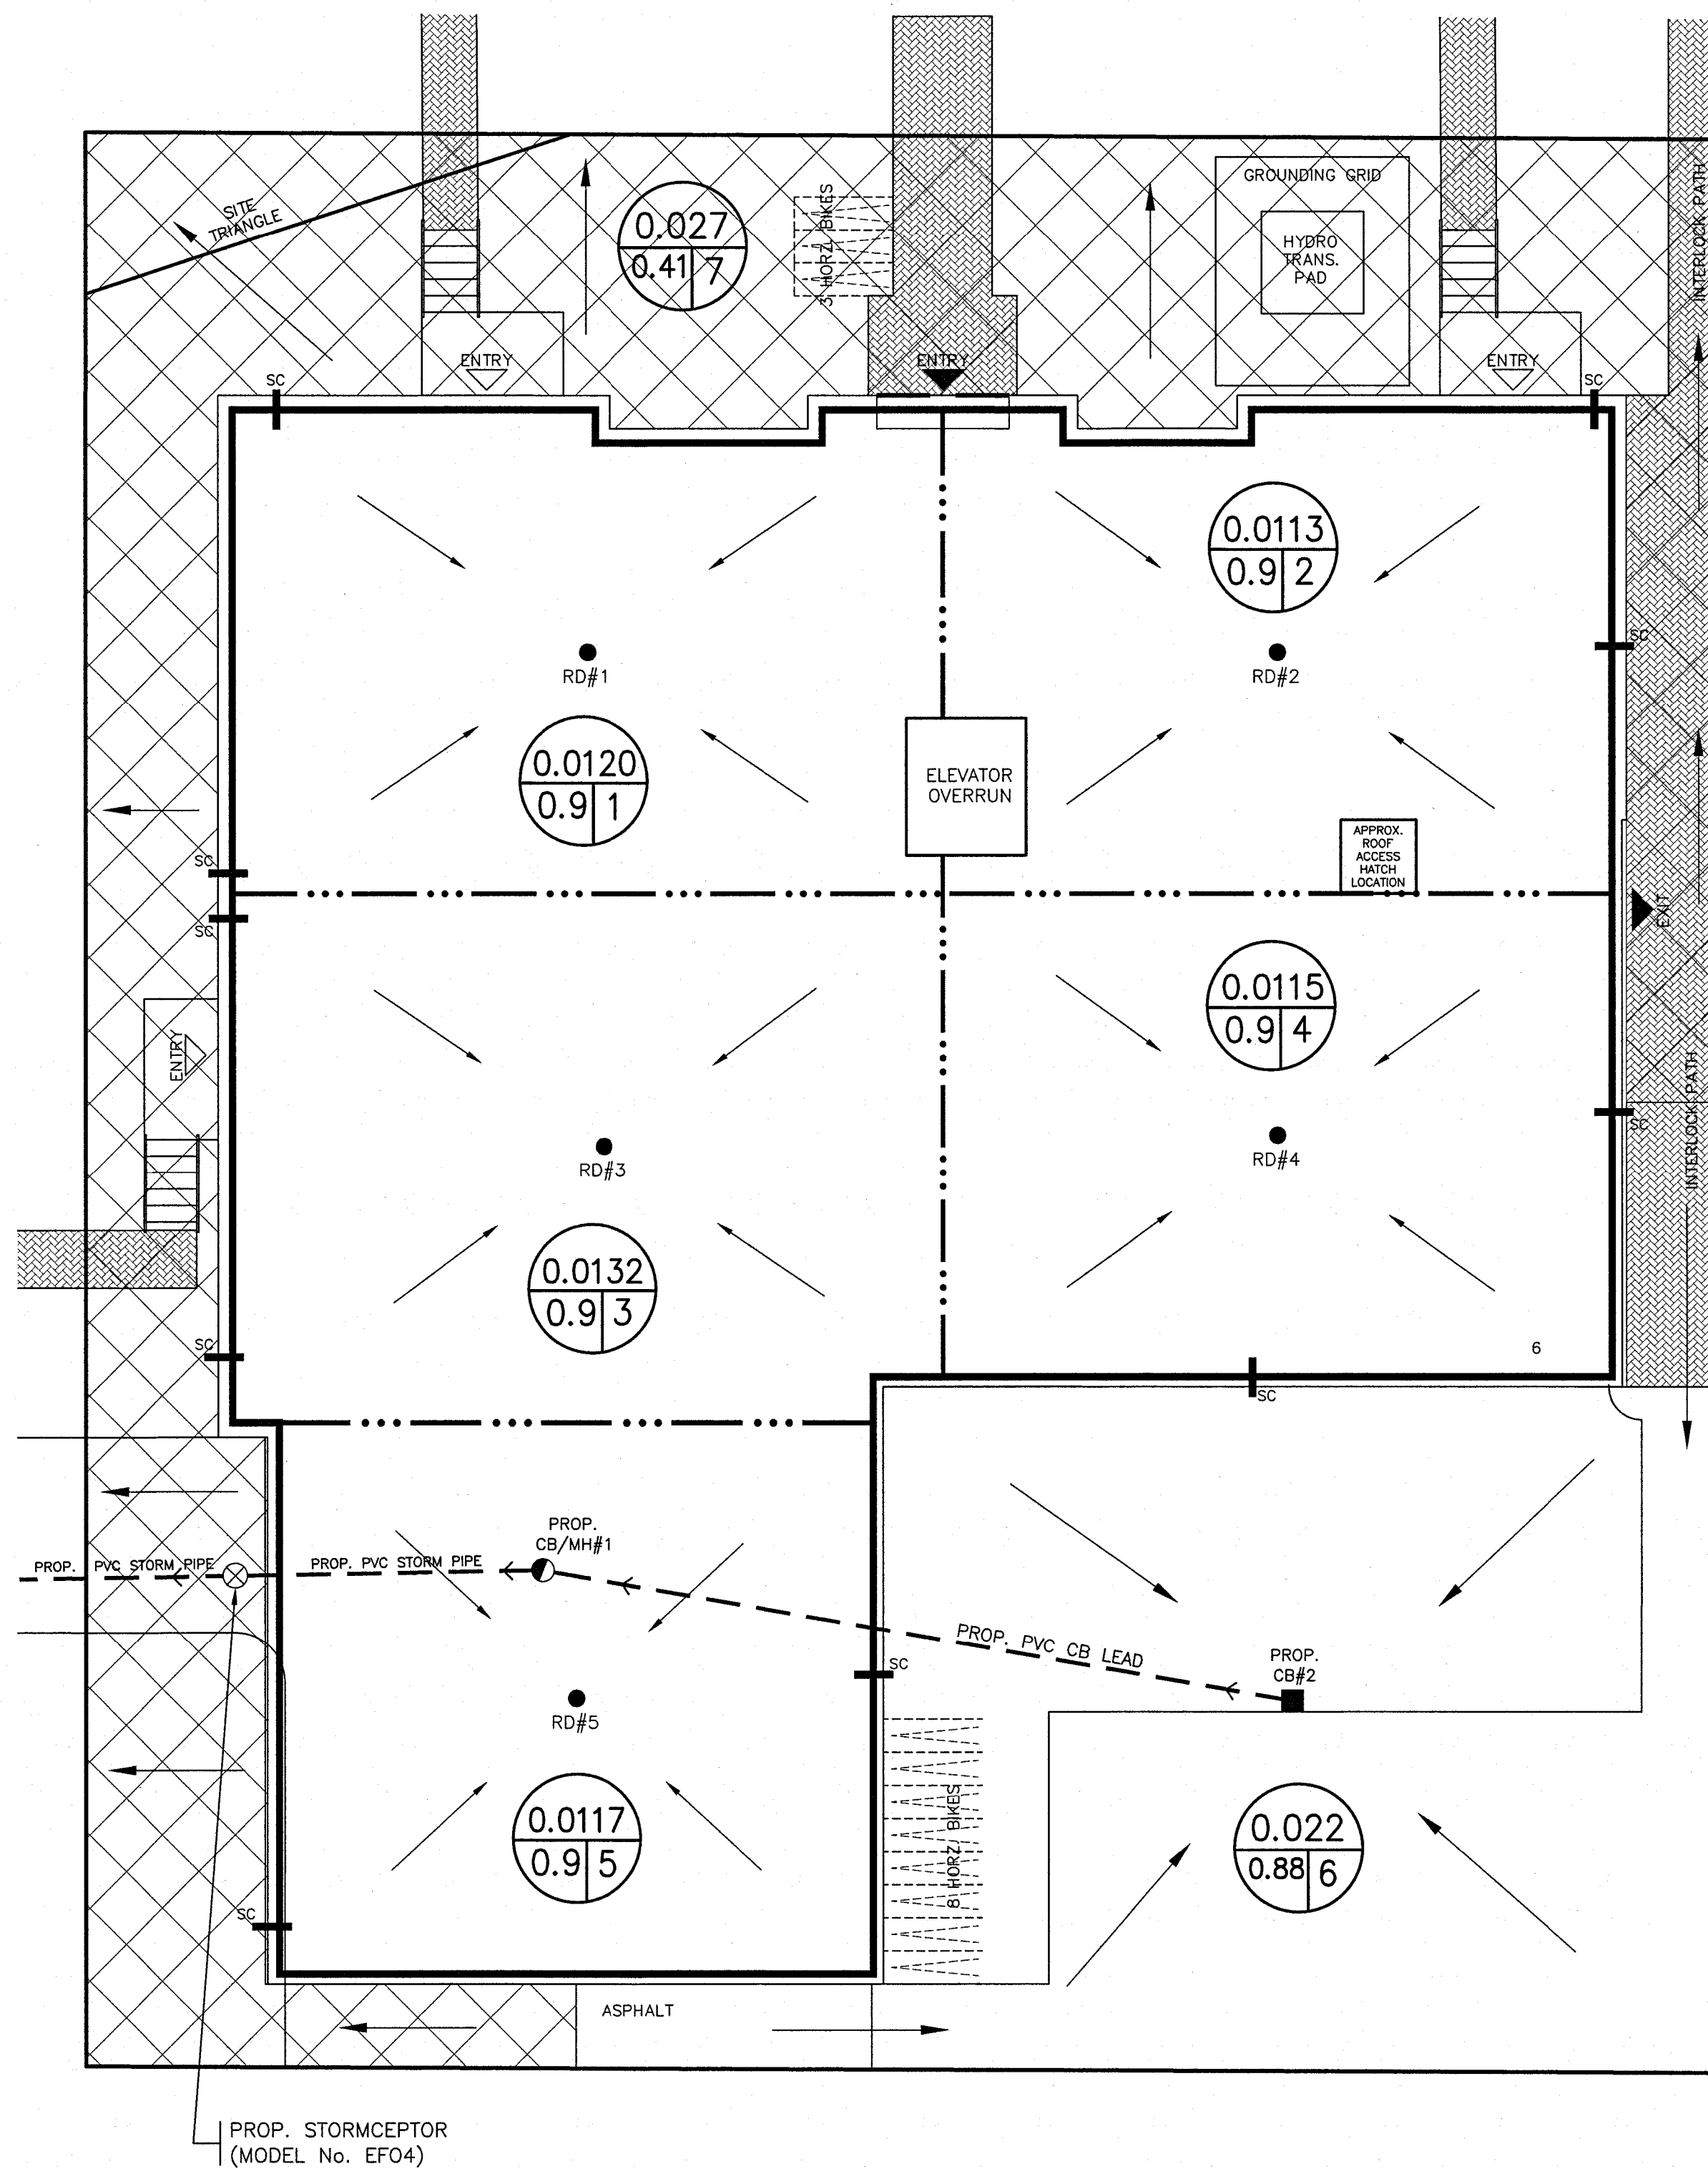 SITE
TRIANGLE
0.027
0.41 7
3 HORZ. BIKES
GROUNDING GRID
HYDRO
TRANS.
PAD
INTERLOCK PATH
ENTRY
ENTRY
ENTRY
SC
SC
0.0113
0.9 2
RD#1
RD#2
SC
0.0120
0.9 1
ELEVATOR
OVERRUN
APPROX.
ROOF
ACCESS
HATCH
LOCATION
SC
SC
EXIT
0.0115
0.9 4
ENTRY
INTERLOCK PATH
SC
RD#3
RD#4
0.0132
0.9 3
SC
6
SC
PROP.
CB/MH#1
PROP. PVC STORM PIPE
PROP. PVC STORM PIPE
PROP. PVC CB LEAD
PROP.
CB#2
SC
RD#5
0.0117
0.9 5
8 HORZ. BIKES
0.022
0.88 6
SC
ASPHALT
PROP. STORMCEPTOR
(MODEL No. EFO4)